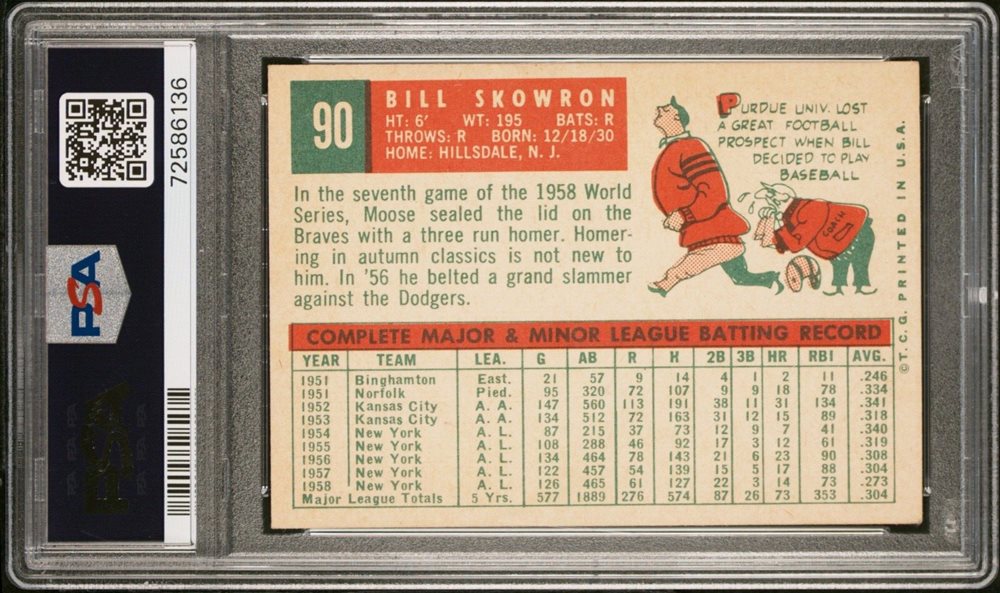 72586136
PSA
90
BILL SKOWRON
HT: 6' WT: 195 BATS: R
THROWS: R BORN: 12/18/30
HOME: HILLSDALE, N. J.
PURDUE UNIV. LOST
A GREAT FOOTBALL
PROSPECT WHEN BILL
DECIDED TO PLAY
BASEBALL
COACH
In the seventh game of the 1958 World
Series, Moose sealed the lid on the
Braves with a three run homer. Homer-
ing in autumn classics is not new to
him. In '56 he belted a grand slammer
against the Dodgers.
COMPLETE MAJOR & MINOR LEAGUE BATTING RECORD
YEAR TEAM LEA. G AB R H 2B 3B HR RBI AVG.
1951 Binghamton East. 21 57 9 14 4 1 2 11 .246
1951 Norfolk Pied. 95 320 72 107 9 9 18 78 .334
1952 Kansas City A. A. 147 560 113 191 38 11 31 134 .341
1953 Kansas City A. A. 134 512 72 163 31 12 15 89 .318
1954 New York A. L. 87 215 37 73 12 9 7 41 .340
1955 New York A. L. 108 288 46 92 17 3 12 61 .319
1956 New York A. L. 134 464 78 143 21 6 23 90 .308
1957 New York A. L. 122 457 54 139 15 5 17 88 .304
1958 New York A. L. 126 465 61 127 22 3 14 73 .273
Major League Totals 5 Yrs. 577 1889 276 574 87 26 73 353 .304
© T. C. G. PRINTED IN U.S.A.
PSA